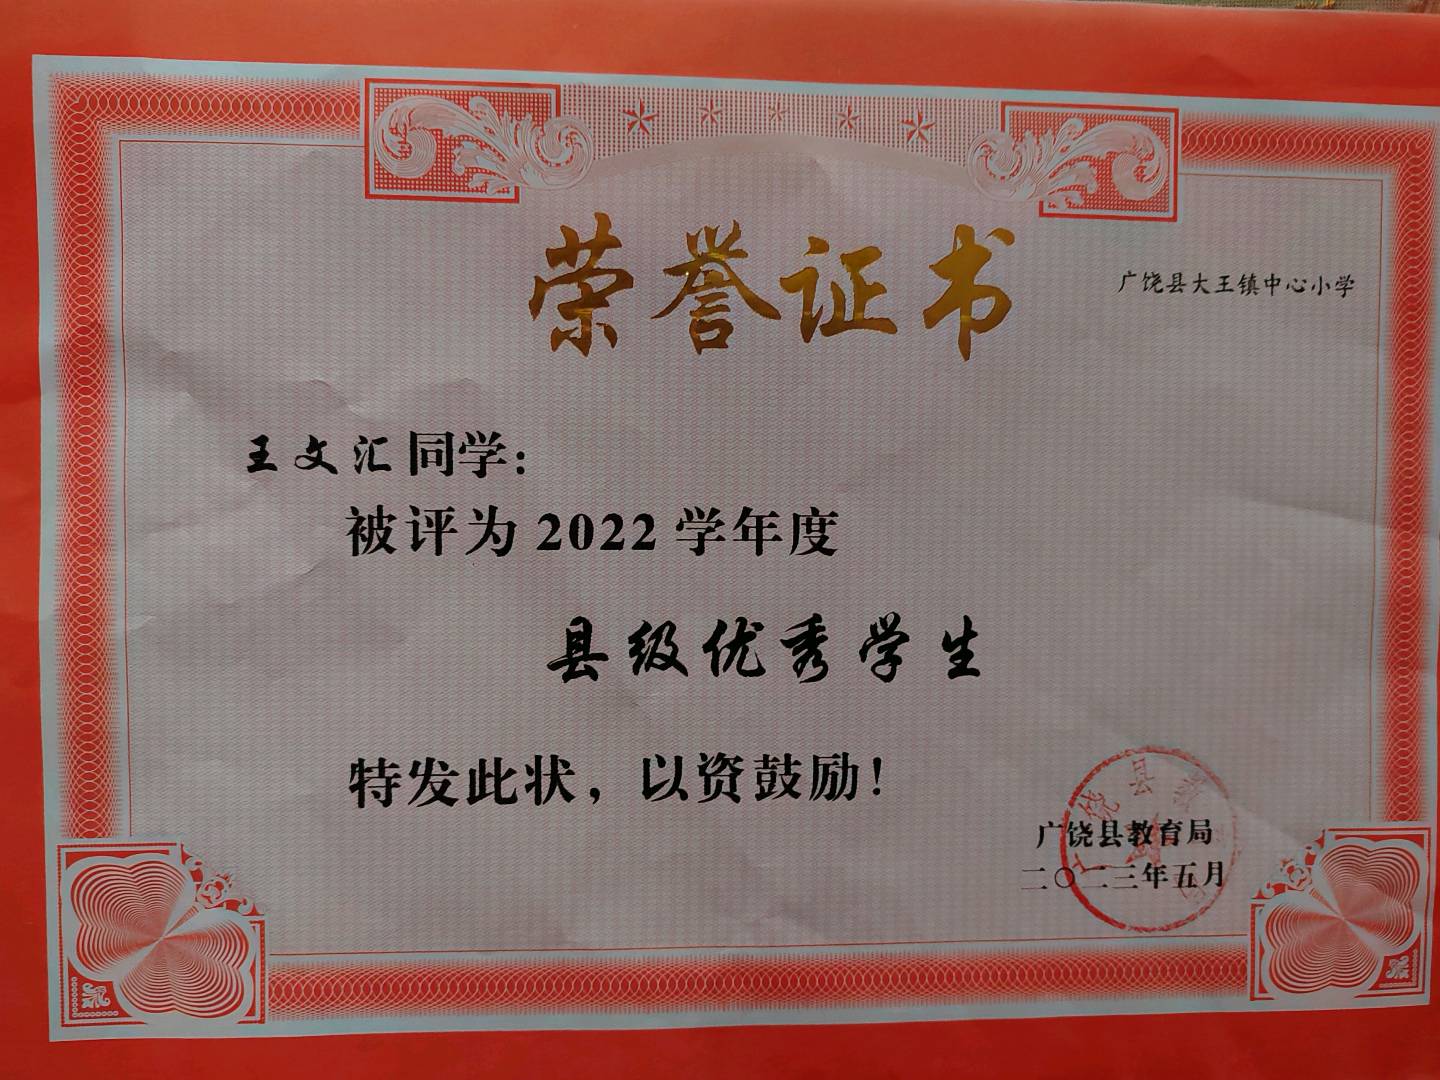 荣誉证书
广饶县大王镇中心小学
王文汇同学：
被评为2022学年度
县级优秀学生
特发此状，以资鼓励！
广饶县教育局
二〇二三年五月